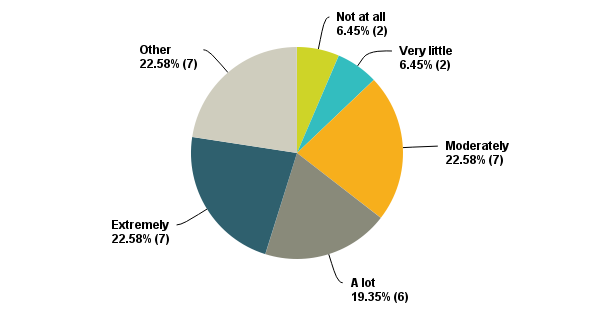 Not at all
6.45% (2)
Very little
6.45% (2)
Moderately
22.58% (7)
A lot
19.35% (6)
Extremely
22.58% (7)
Other
22.58% (7)